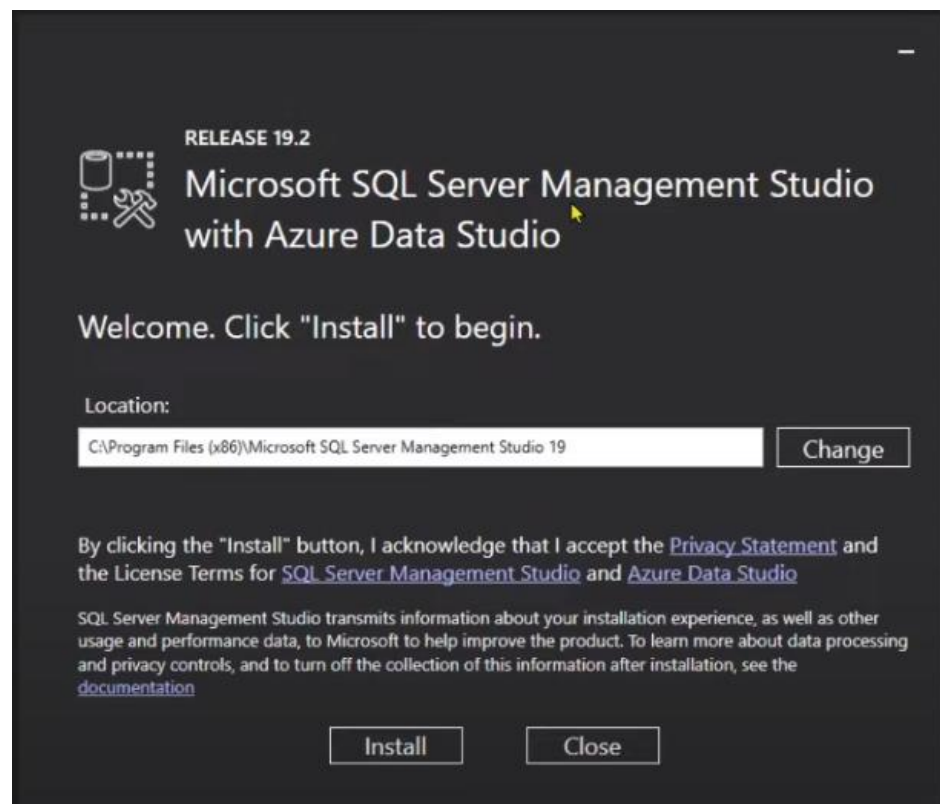 RELEASE 19.2
Microsoft SQL Server Management Studio
with Azure Data Studio
Welcome. Click "Install" to begin.
Location:
C:\Program Files (x86)\Microsoft SQL Server Management Studio 19
Change
By clicking the "Install" button, I acknowledge that I accept the Privacy Statement and
the License Terms for SQL Server Management Studio and Azure Data Studio
SQL Server Management Studio transmits information about your installation experience, as well as other
usage and performance data, to Microsoft to help improve the product. To learn more about data processing
and privacy controls, and to turn off the collection of this information after installation, see the
documentation
Install
Close